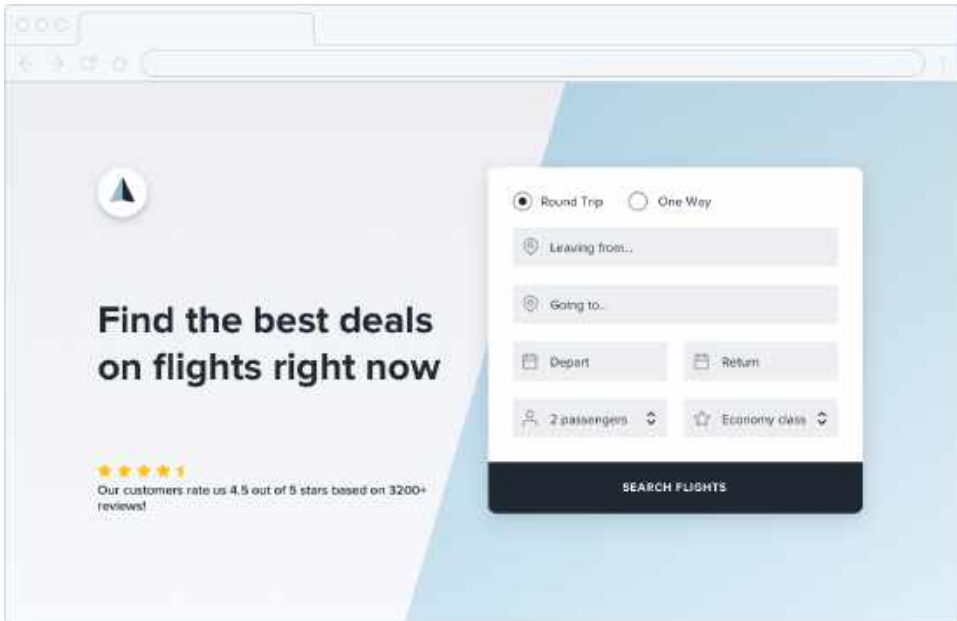 Round Trip One Way
Leaving from...
Going to...
Find the best deals
on flights right now
Depart Return
2 passengers Economy class
Our customers rate us 4.5 out of 5 stars based on 3200+
reviews!
SEARCH FLIGHTS